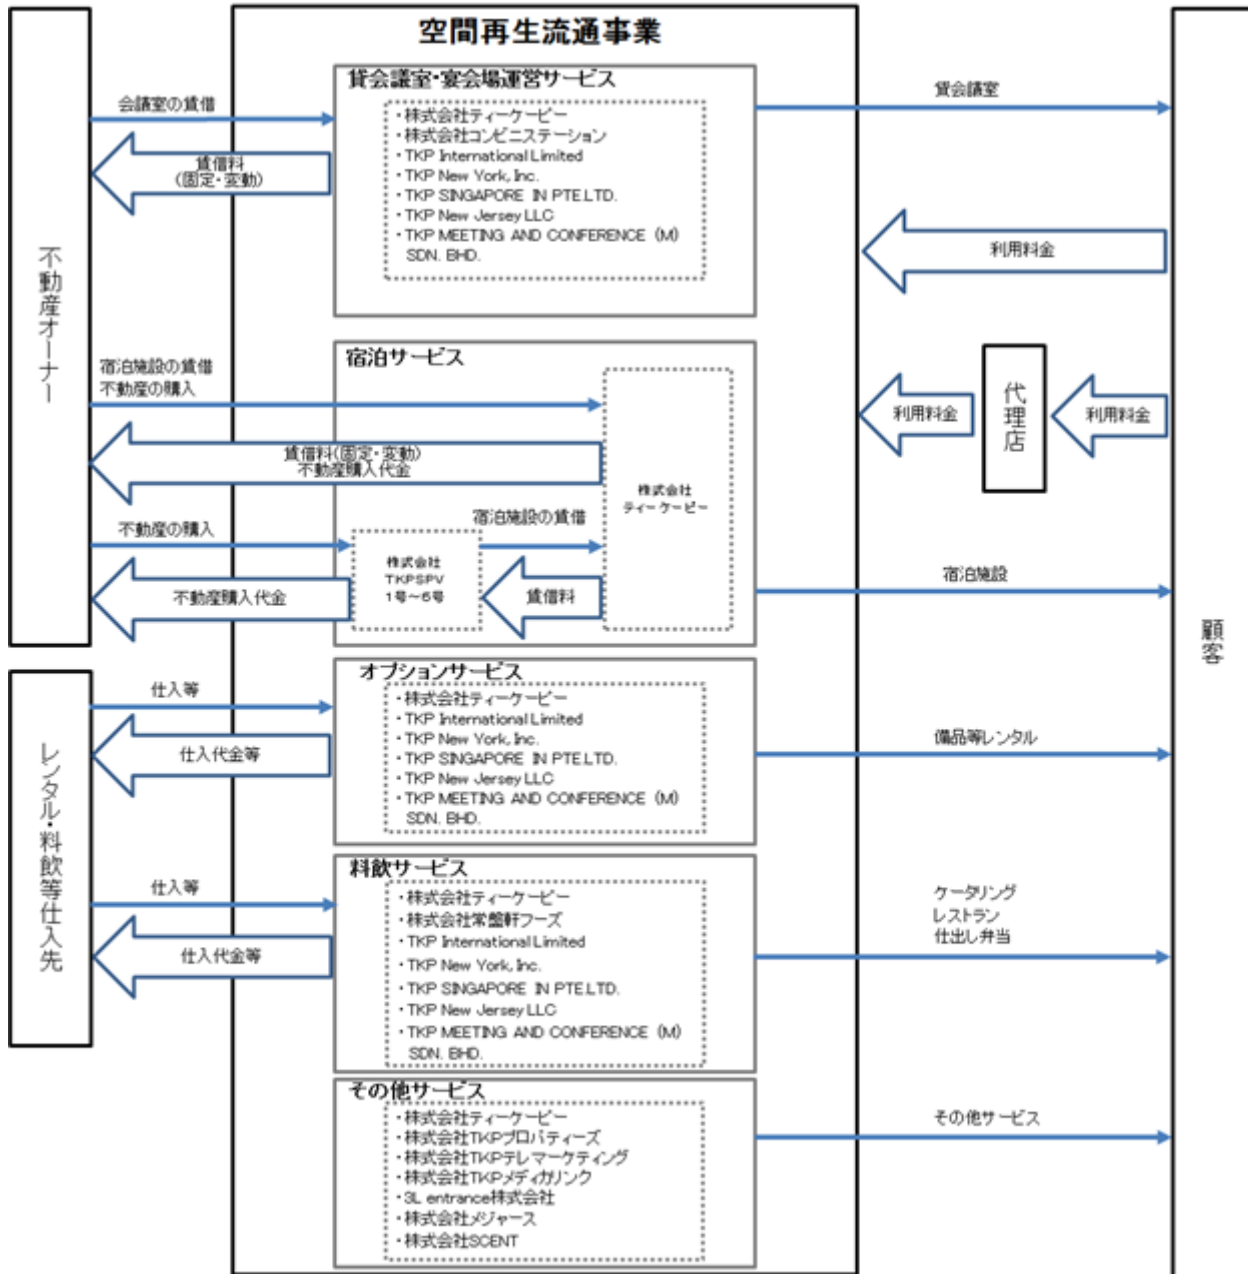 空間再生流通事業
不動産オーナー
会議室の賃借
賃借料
(固定・変動)
貸会議室・宴会場運営サービス
・株式会社ティーケーピー
・株式会社コンビニステーション
・TKP International Limited
・TKP New York, Inc.
・TKP SINGAPORE IN PTE.LTD.
・TKP New Jersey LLC
・TKP MEETING AND CONFERENCE (M)
SDN. BHD.
貸会議室
利用料金
宿泊施設の賃借
不動産の購入
賃借料(固定・変動)
不動産購入代金
不動産の購入
不動産購入代金
宿泊サービス
株式会社
ティーケーピー
宿泊施設の賃借
株式会社
TKPSPV
1号～6号
賃借料
利用料金
代理店
利用料金
宿泊施設
顧客
レンタル・料飲等仕入先
仕入等
仕入代金等
オプションサービス
・株式会社ティーケーピー
・TKP International Limited
・TKP New York, Inc.
・TKP SINGAPORE IN PTE.LTD.
・TKP New Jersey LLC
・TKP MEETING AND CONFERENCE (M)
SDN. BHD.
備品等レンタル
仕入等
仕入代金等
料飲サービス
・株式会社ティーケーピー
・株式会社常盤軒フーズ
・TKP International Limited
・TKP New York, Inc.
・TKP SINGAPORE IN PTE.LTD.
・TKP New Jersey LLC
・TKP MEETING AND CONFERENCE (M)
SDN. BHD.
ケータリング
レストラン
仕出し弁当
その他サービス
・株式会社ティーケーピー
・株式会社TKPプロパティーズ
・株式会社TKPテレマーケティング
・株式会社TKPメディカリンク
・3L entrance株式会社
・株式会社メジャース
・株式会社SCENT
その他サービス